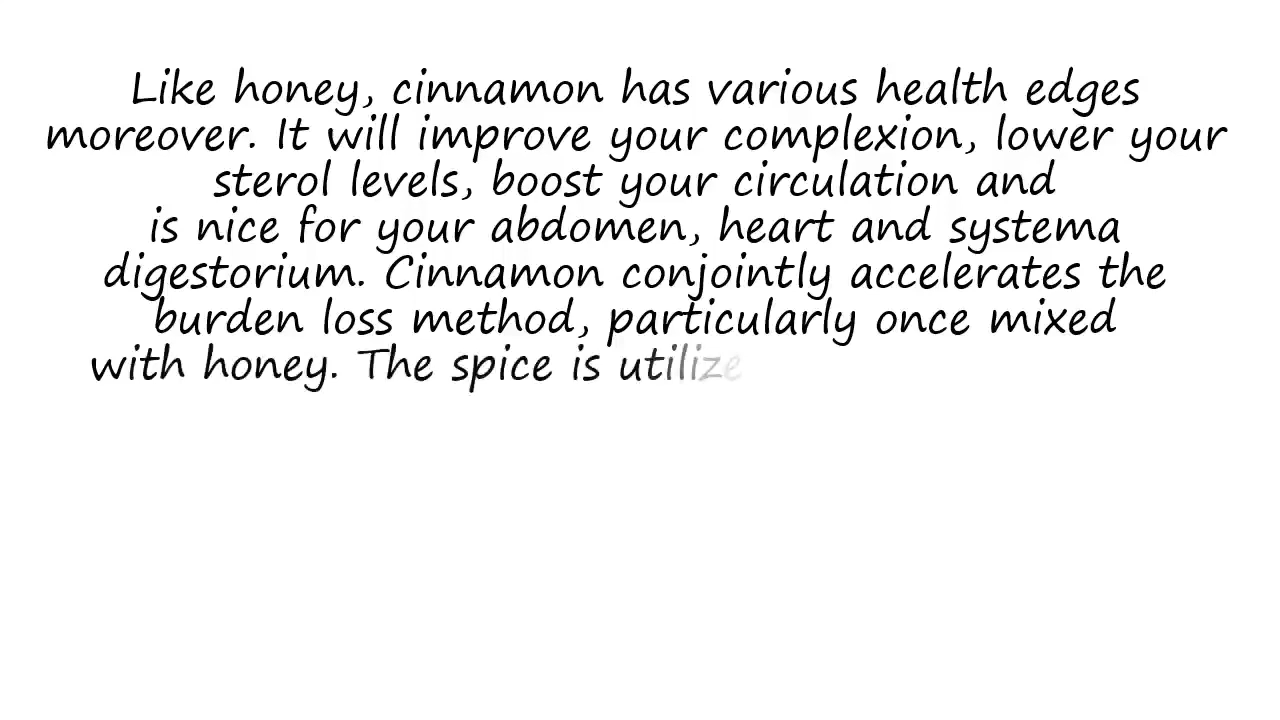 Like honey, cinnamon has various health edges
moreover. It will improve your complexion, lower your
sterol levels, boost your circulation and
is nice for your abdomen, heart and systema
digestorium. Cinnamon conjointly accelerates the
burden loss method, particularly once mixed
with honey. The spice is utilize